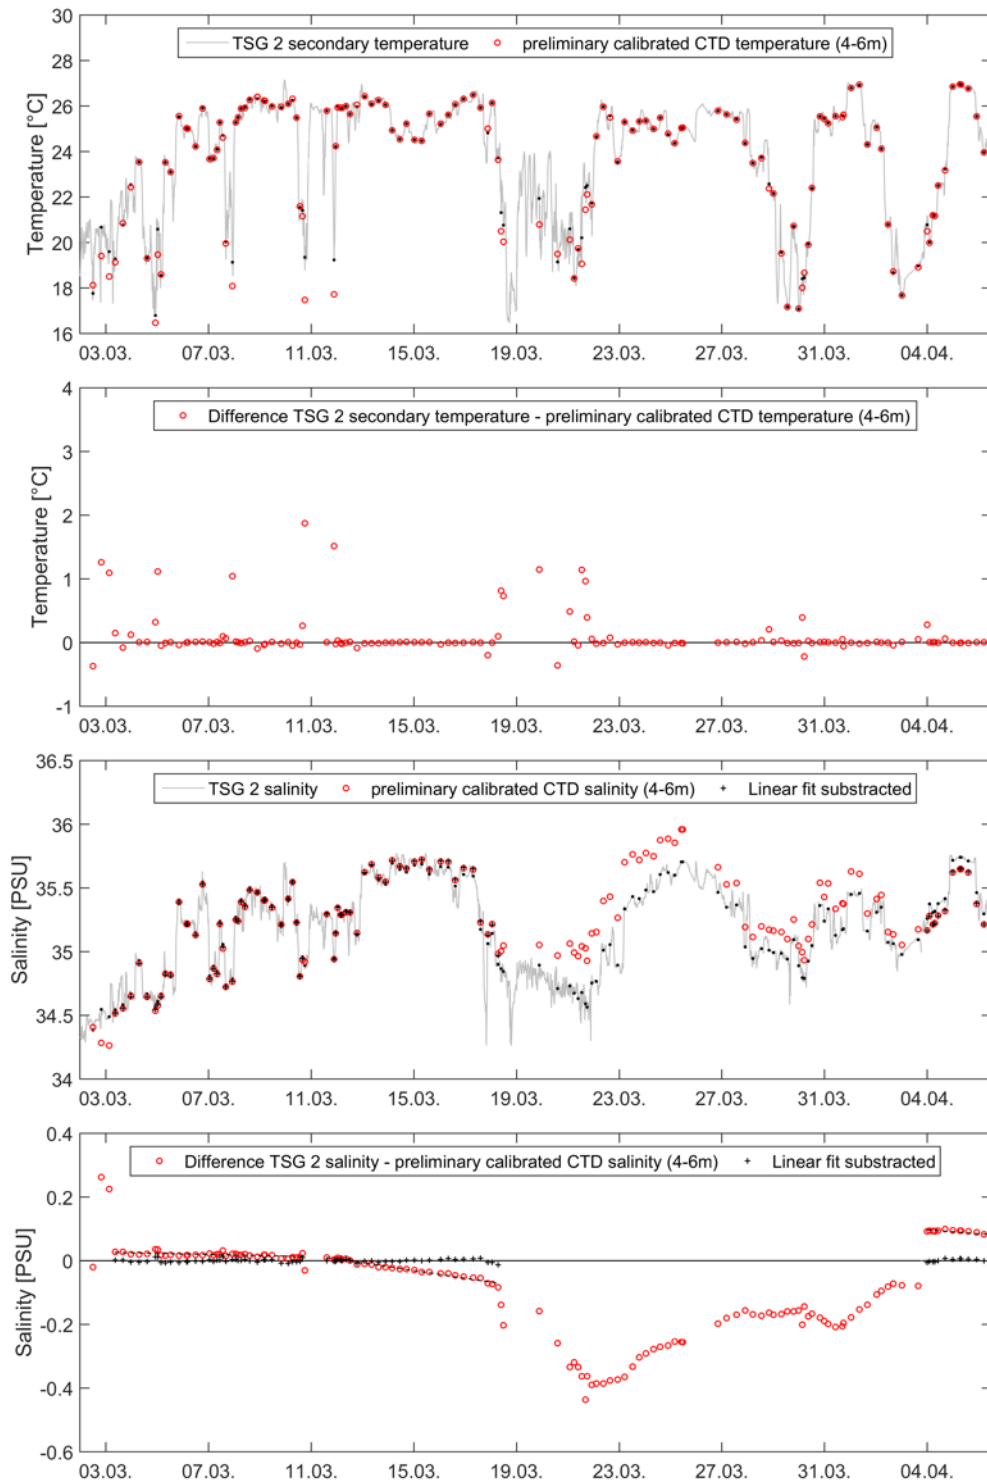 30
28
26
24
22
20
18
16
Temperature [°C]
TSG 2 secondary temperature preliminary calibrated CTD temperature (4-6m)
03.03. 07.03. 11.03. 15.03. 19.03. 23.03. 27.03. 31.03. 04.04.
4
3
2
1
0
-1
Temperature [°C]
Difference TSG 2 secondary temperature - preliminary calibrated CTD temperature (4-6m)
03.03. 07.03. 11.03. 15.03. 19.03. 23.03. 27.03. 31.03. 04.04.
36.5
36
35.5
35
34.5
34
Salinity [PSU]
TSG 2 salinity preliminary calibrated CTD salinity (4-6m) Linear fit substracted
03.03. 07.03. 11.03. 15.03. 19.03. 23.03. 27.03. 31.03. 04.04.
0.4
0.2
0
-0.2
-0.4
-0.6
Salinity [PSU]
Difference TSG 2 salinity - preliminary calibrated CTD salinity (4-6m) Linear fit substracted
03.03. 07.03. 11.03. 15.03. 19.03. 23.03. 27.03. 31.03. 04.04.